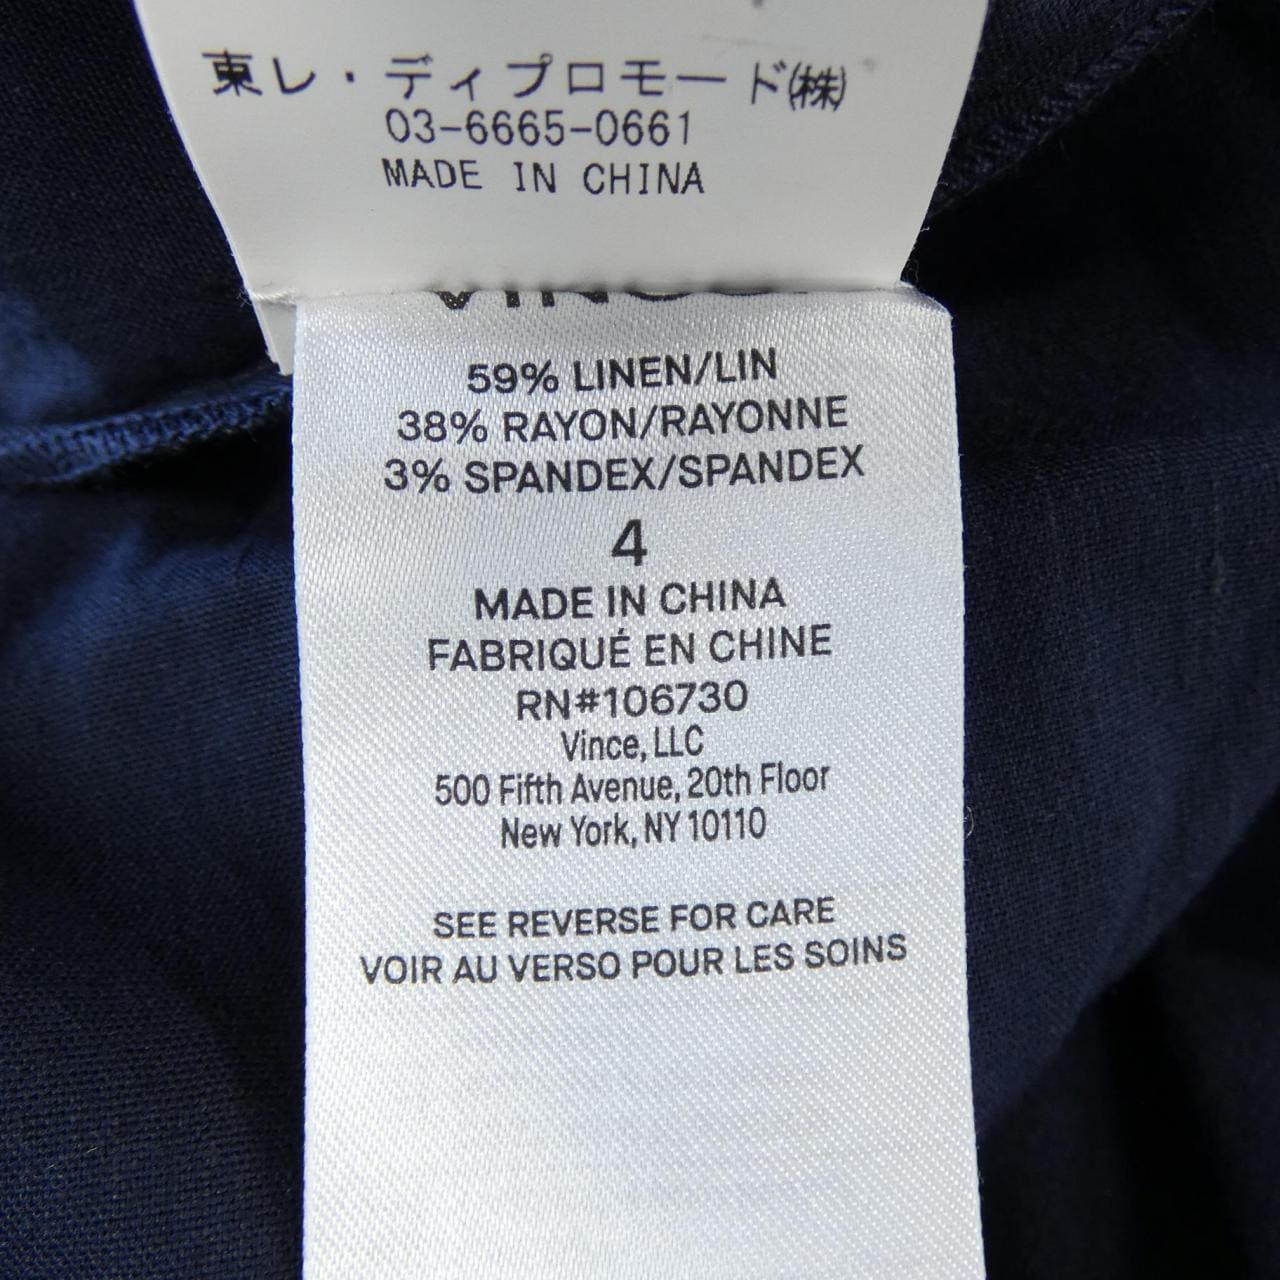 東レ・ディプロモード(株)
03-6665-0661
MADE IN CHINA
VINCE
59% LINEN/LIN
38% RAYON/RAYONNE
3% SPANDEX/SPANDEX
4
MADE IN CHINA
FABRIQUÉ EN CHINE
RN#106730
Vince, LLC
500 Fifth Avenue, 20th Floor
New York, NY 10110
SEE REVERSE FOR CARE
VOIR AU VERSO POUR LES SOINS